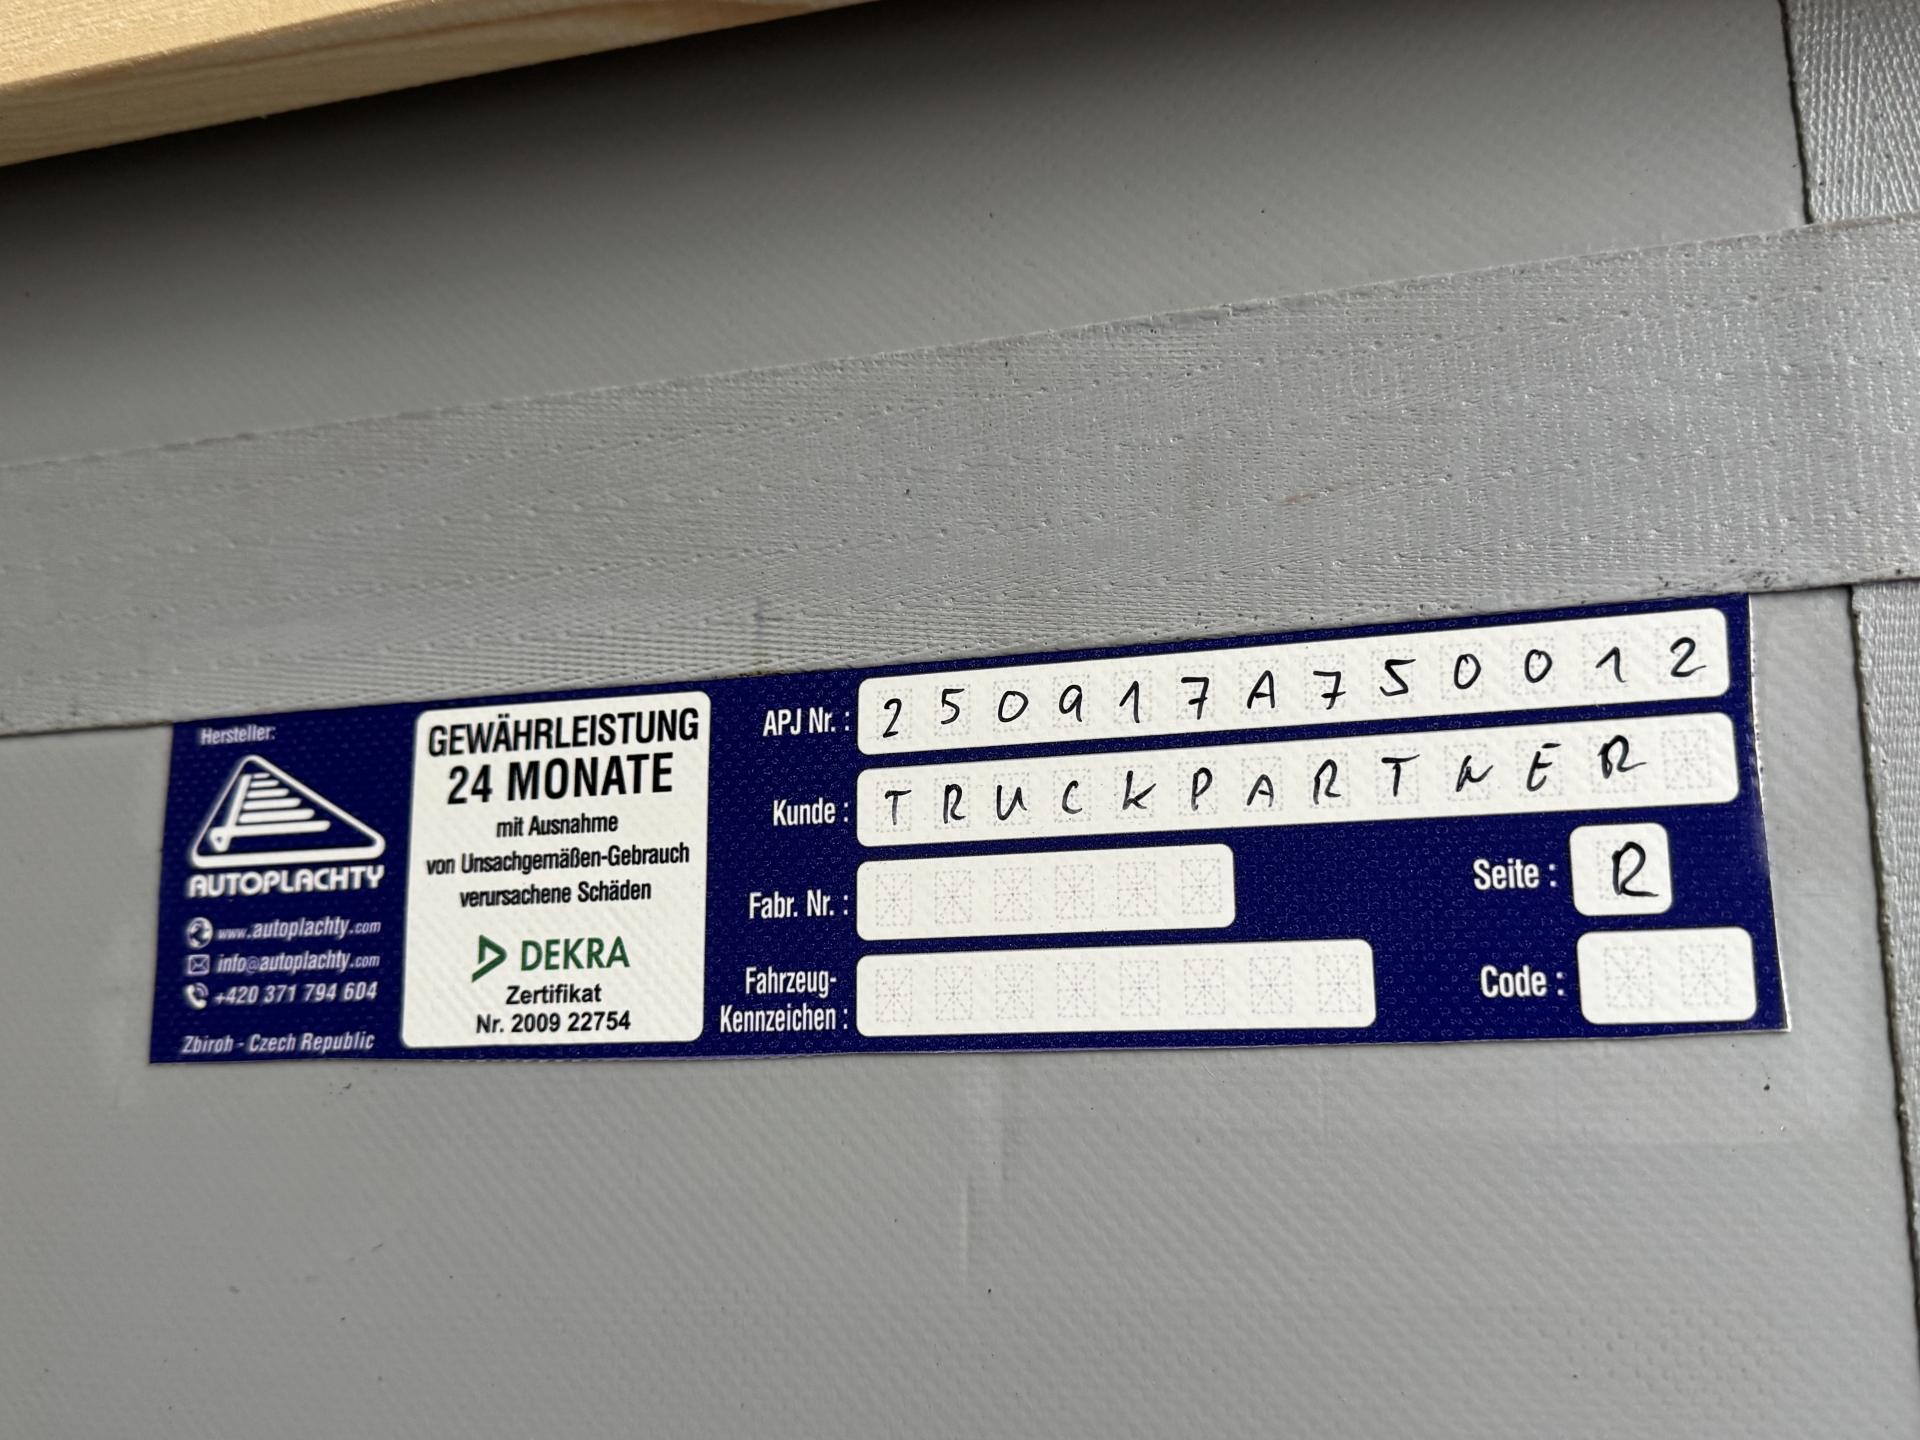 Hersteller:
AUTOPLACHTY
www.autoplachty.com
info@autoplachty.com
+420 371 794 604
Zbiroh - Czech Republic
GEWÄHRLEISTUNG
24 MONATE
mit Ausnahme
von Unsachgemäßen-Gebrauch
verursachene Schäden
DEKRA
Zertifikat
Nr. 2009 22754
APJ Nr. : 250917A750012
Kunde : TRUCKPARTNER
Fabr. Nr. :
Seite : R
Fahrzeug-
Kennzeichen :
Code :